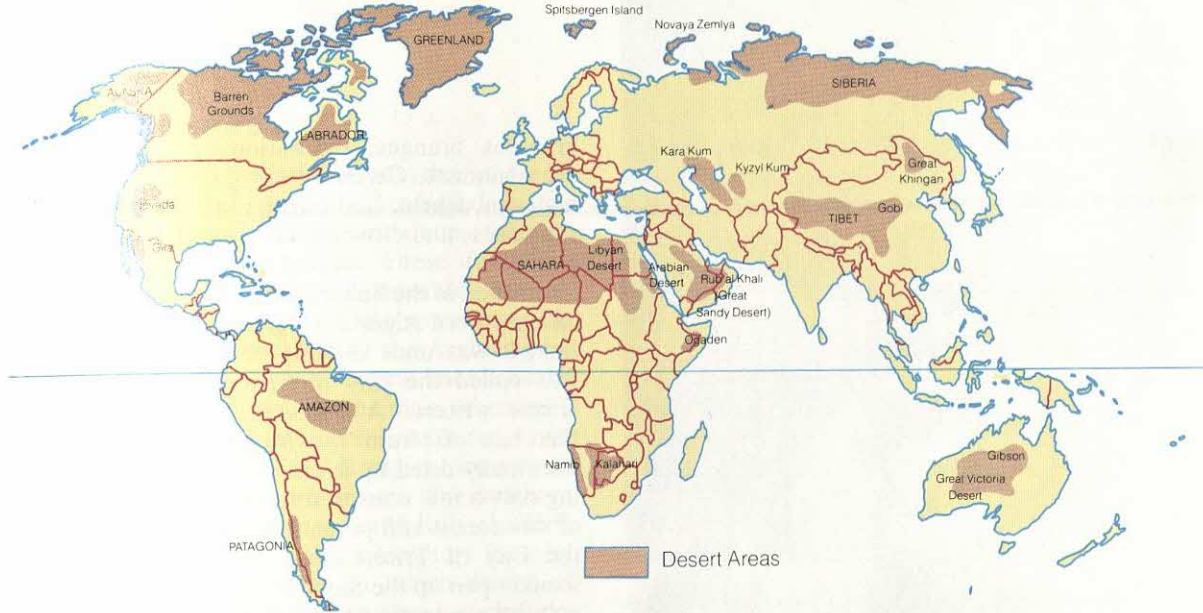 Spitsbergen Island
Novaya Zemlya
GREENLAND
SIBERIA
ALASKA
Barren
Grounds
LABRADOR
Kara Kum
Kyzyl Kum
Great
Khingan
Nevada
Gobi
TIBET
Libyan
Desert
SAHARA
Arabian
Desert
Rub'al Khali
(Great
Sandy Desert)
Ogaden
AMAZON
Namib
Kalahari
Gibson
Great Victoria
Desert
PATAGONIA
Desert Areas